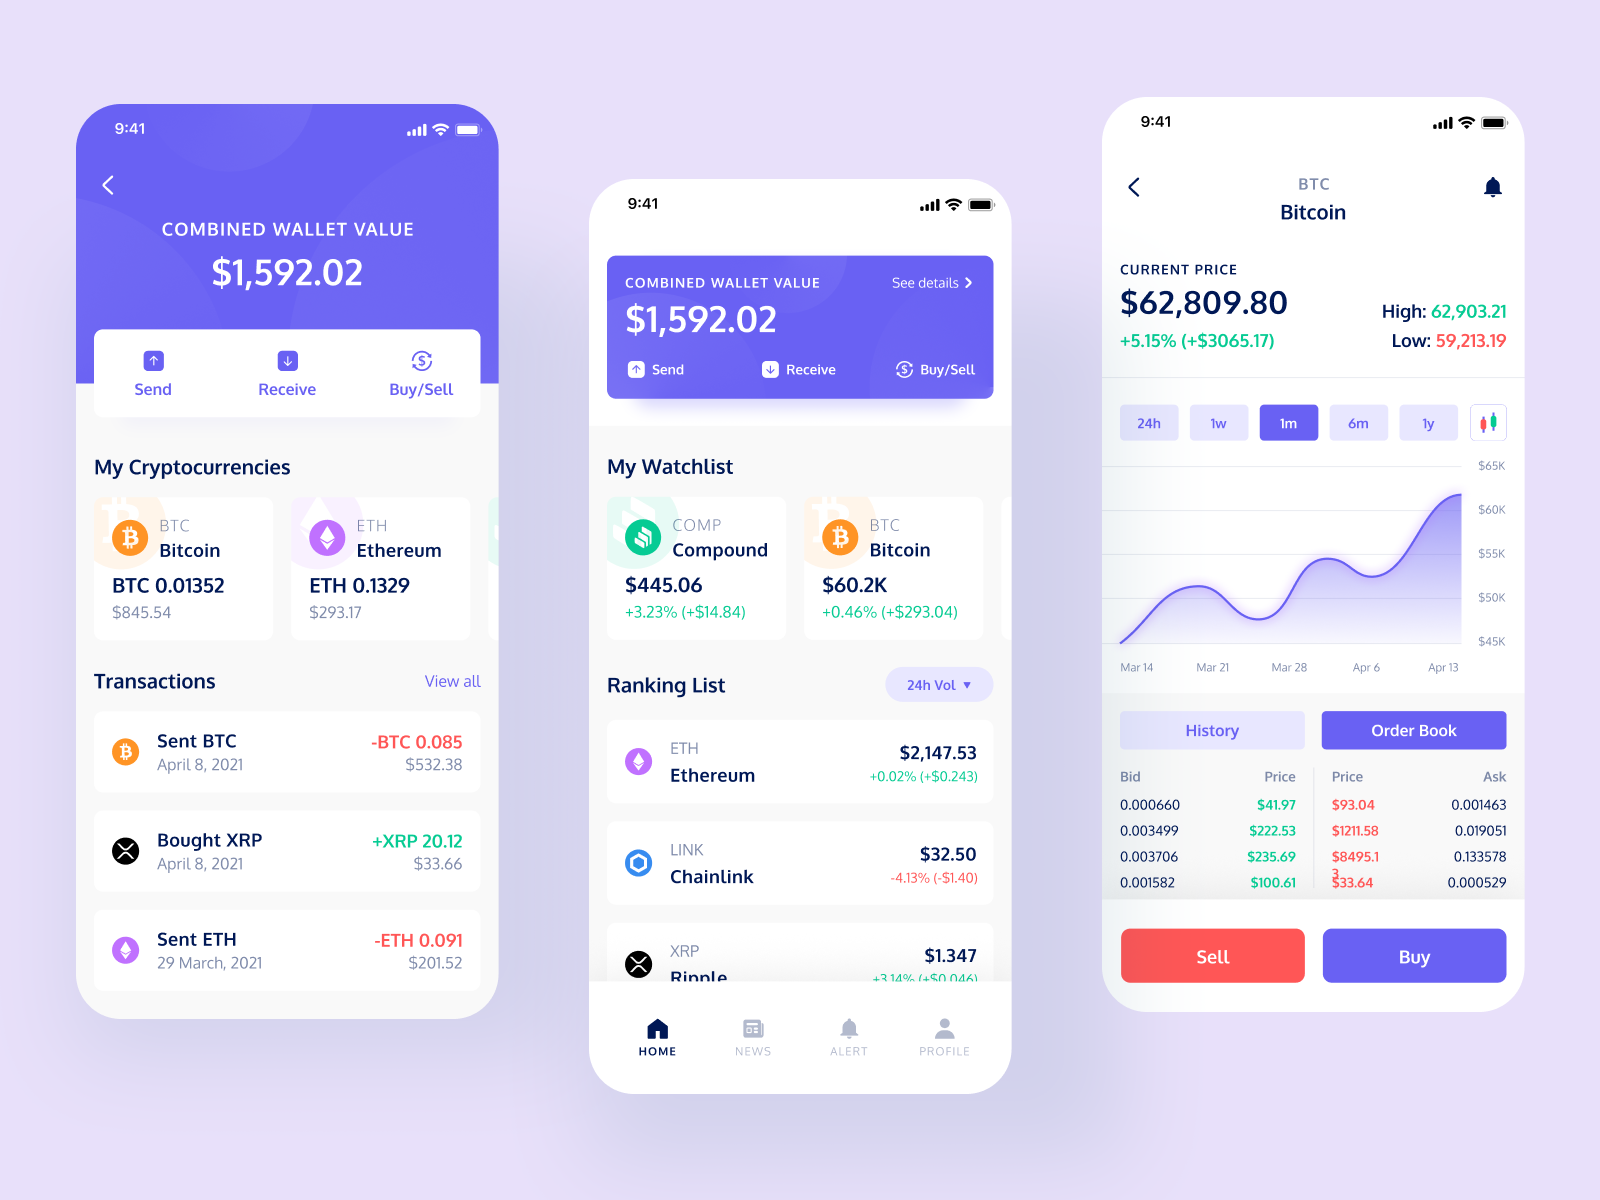 9:41
COMBINED WALLET VALUE
$1,592.02
Send
Receive
Buy/Sell
My Cryptocurrencies
BTC
Bitcoin
BTC 0.01352
$845.54
ETH
Ethereum
ETH 0.1329
$293.17
Transactions
View all
Sent BTC
April 8, 2021
-BTC 0.085
$532.38
Bought XRP
April 8, 2021
+XRP 20.12
$33.66
Sent ETH
29 March, 2021
-ETH 0.091
$201.52
9:41
COMBINED WALLET VALUE
See details
$1,592.02
Send
Receive
Buy/Sell
My Watchlist
COMP
Compound
$445.06
+3.23% (+$14.84)
BTC
Bitcoin
$60.2K
+0.46% (+$293.04)
Ranking List
24h Vol
ETH
Ethereum
$2,147.53
+0.02% (+$0.243)
LINK
Chainlink
$32.50
-4.13% (-$1.40)
XRP
Ripple
$1.347
+3.14% (+$0.046)
HOME
NEWS
ALERT
PROFILE
9:41
BTC
Bitcoin
CURRENT PRICE
$62,809.80
+5.15% (+$3065.17)
High: 62,903.21
Low: 59,213.19
24h
1w
1m
6m
1y
$65K
$60K
$55K
$50K
$45K
Mar 14
Mar 21
Mar 28
Apr 6
Apr 13
History
Order Book
Bid Price Price Ask
0.000660 $41.97 $93.04 0.001463
0.003499 $222.53 $1211.58 0.019051
0.003706 $235.69 $8495.1 0.133578
3
0.001582 $100.61 $33.64 0.000529
Sell
Buy